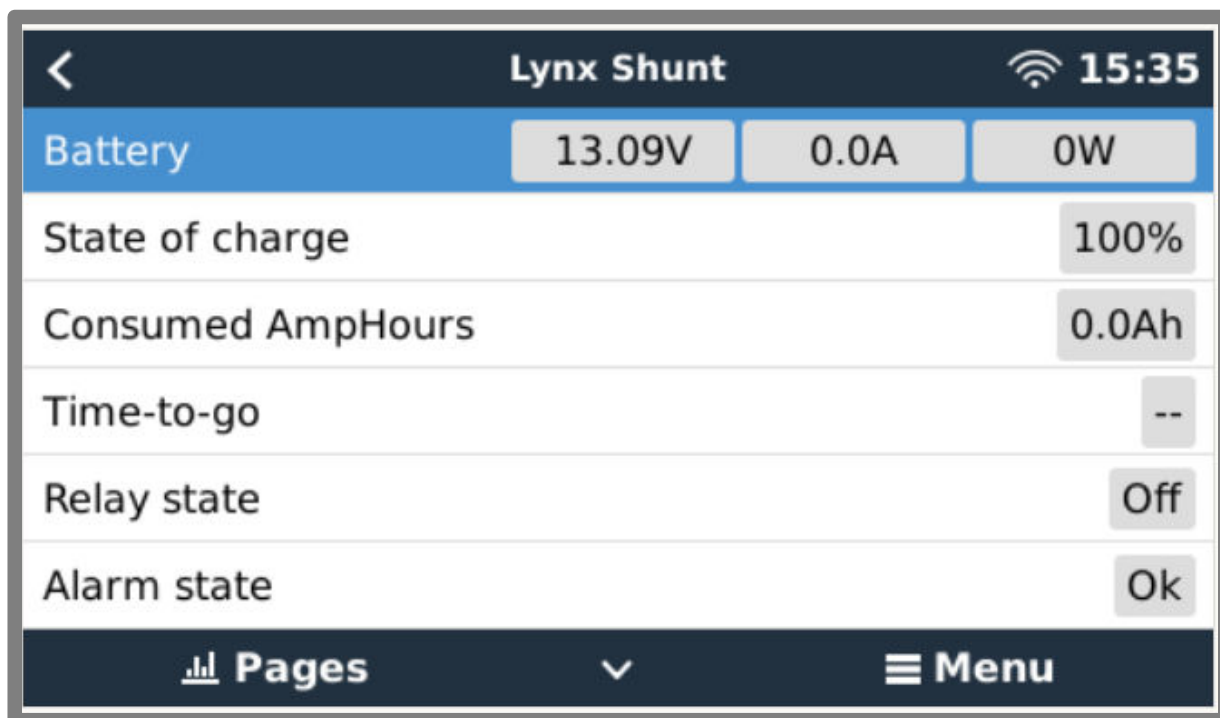 Lynx Shunt 15:35
Battery 13.09V 0.0A 0W
State of charge 100%
Consumed AmpHours 0.0Ah
Time-to-go --
Relay state Off
Alarm state Ok
Pages Menu